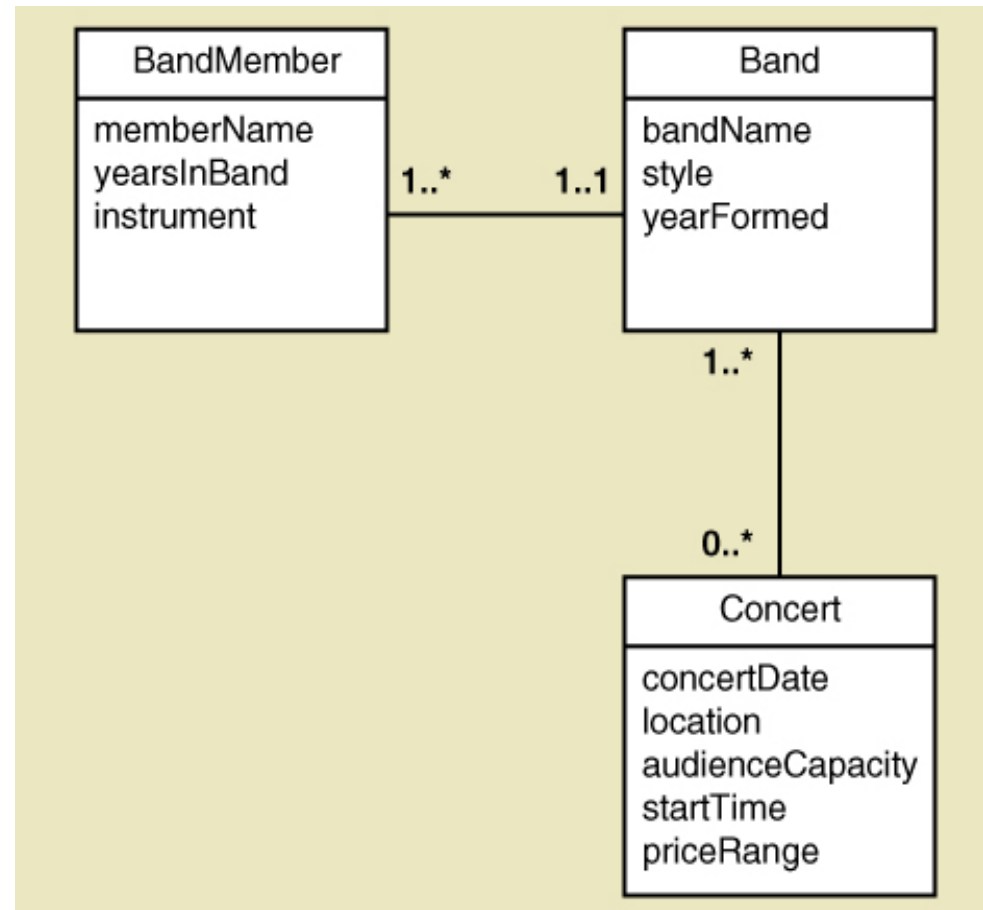 BandMember
memberName
yearsInBand
instrument
1..*
1..1
Band
bandName
style
yearFormed
1..*
0..*
Concert
concertDate
location
audienceCapacity
startTime
priceRange